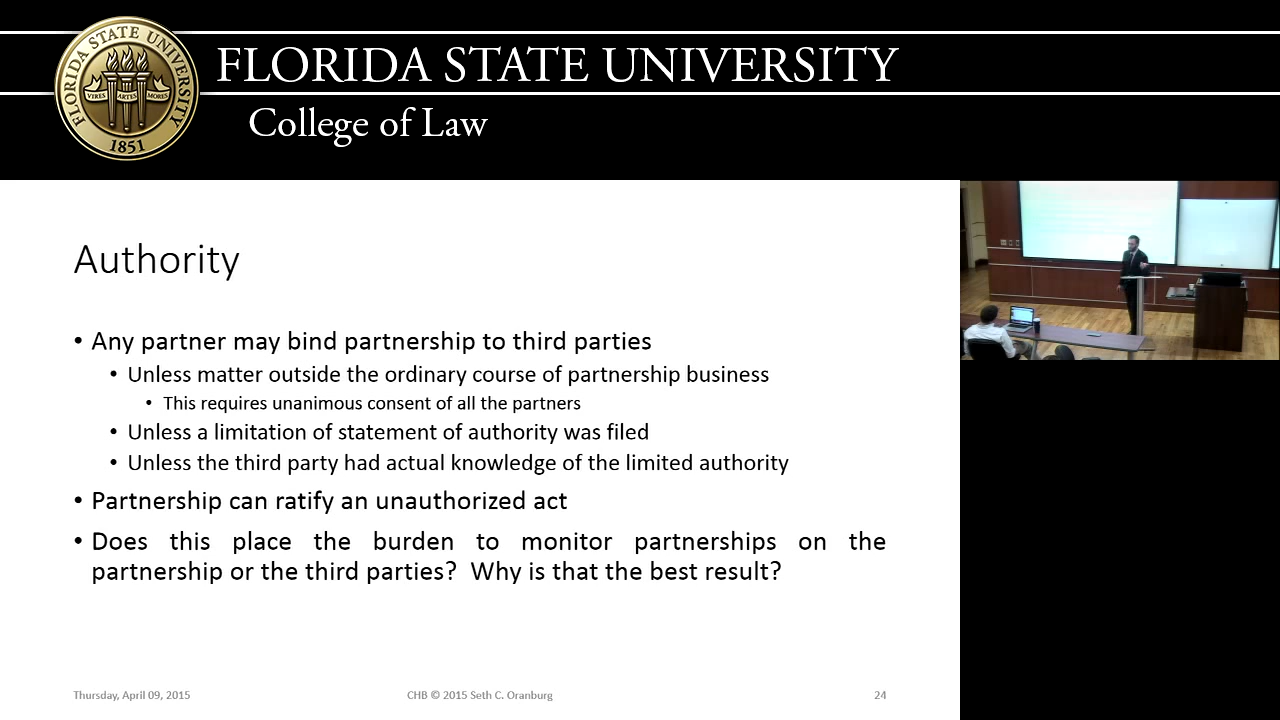 FLORIDA STATE UNIVERSITY
College of Law
FLORIDA STATE UNIVERSITY
VIRES ARTES MORES
1851
Authority
• Any partner may bind partnership to third parties
• Unless matter outside the ordinary course of partnership business
• This requires unanimous consent of all the partners
• Unless a limitation of statement of authority was filed
• Unless the third party had actual knowledge of the limited authority
• Partnership can ratify an unauthorized act
• Does this place the burden to monitor partnerships on the
partnership or the third parties? Why is that the best result?
Thursday, April 09, 2015
CHB © 2015 Seth C. Oranburg
24